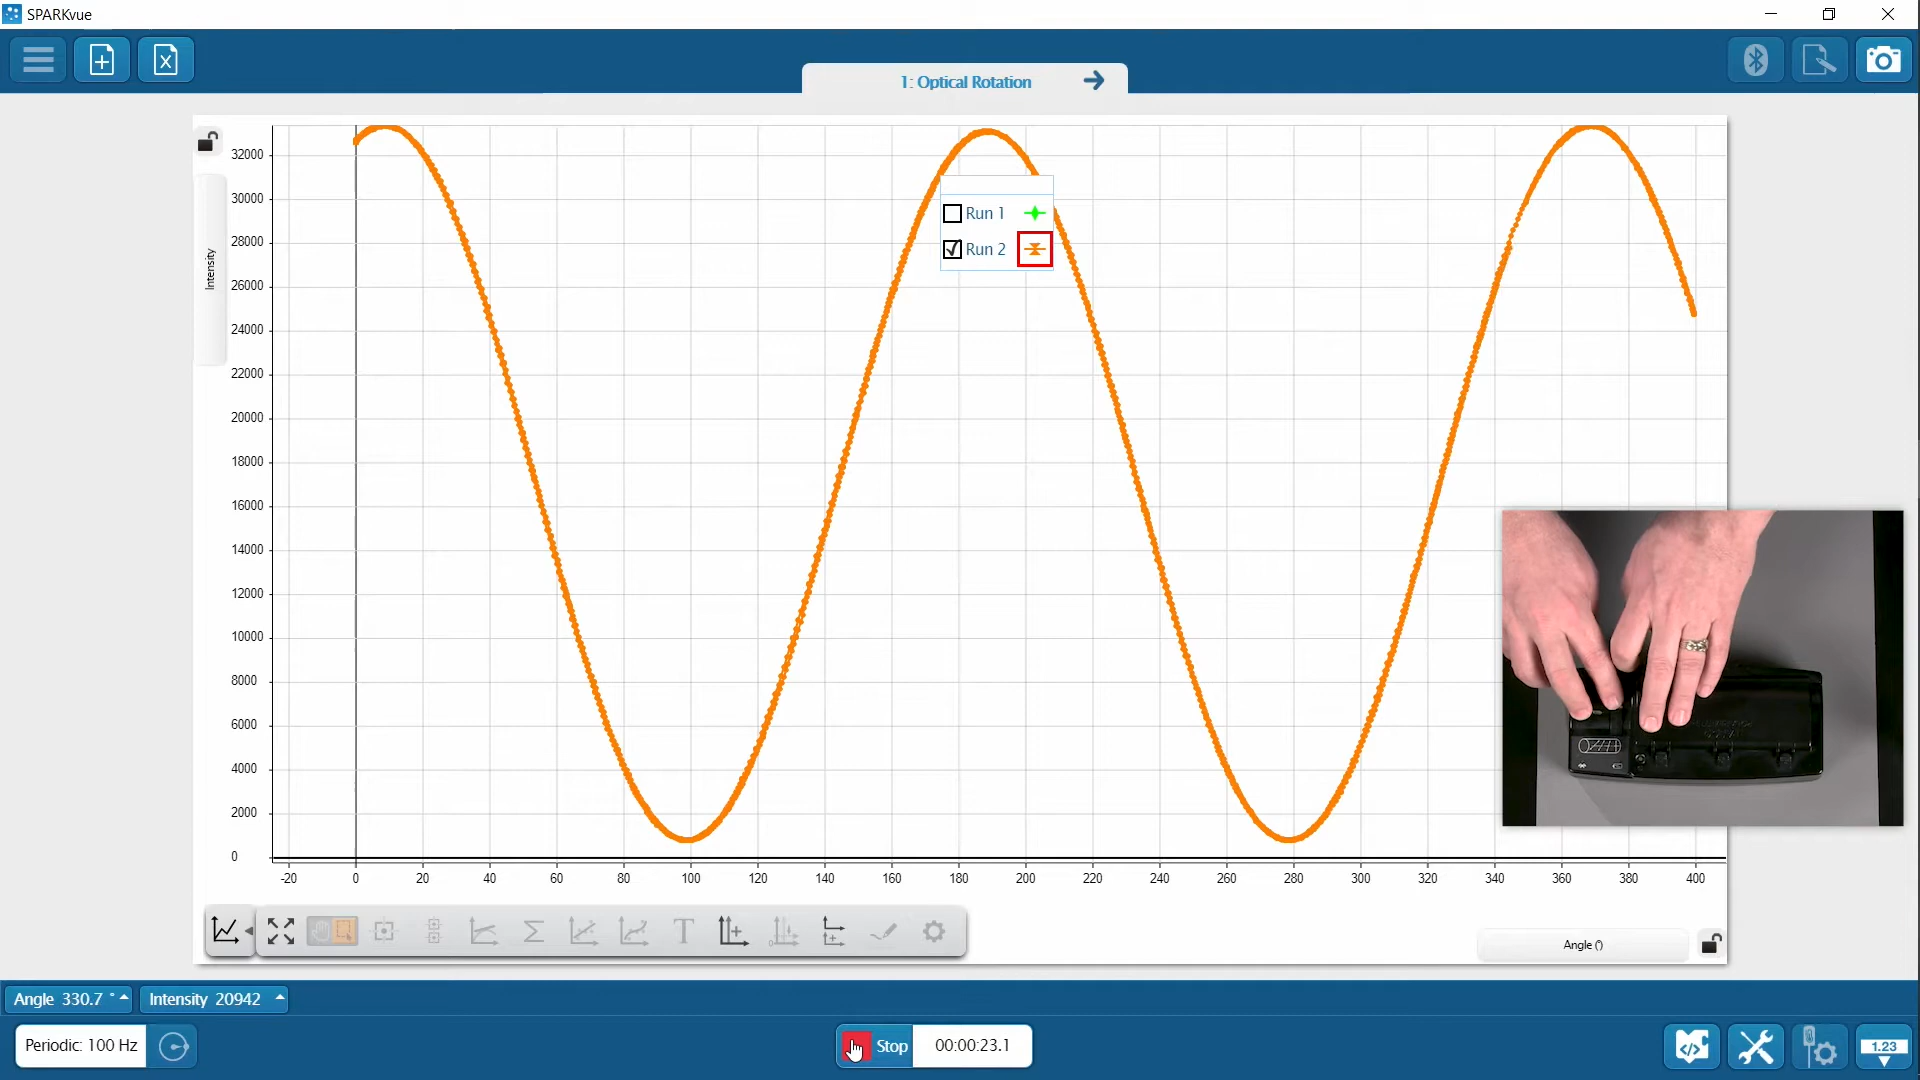 SPARKvue
1: Optical Rotation
Intensity
32000
30000
28000
26000
24000
22000
20000
18000
16000
14000
12000
10000
8000
6000
4000
2000
0
Run 1
Run 2
-20 0 20 40 60 80 100 120 140 160 180 200 220 240 260 280 300 320 340 360 380 400
T
Angle (°)
Angle 330.7 ° Intensity 20942
Periodic: 100 Hz
Stop 00:00:23.1
1.23